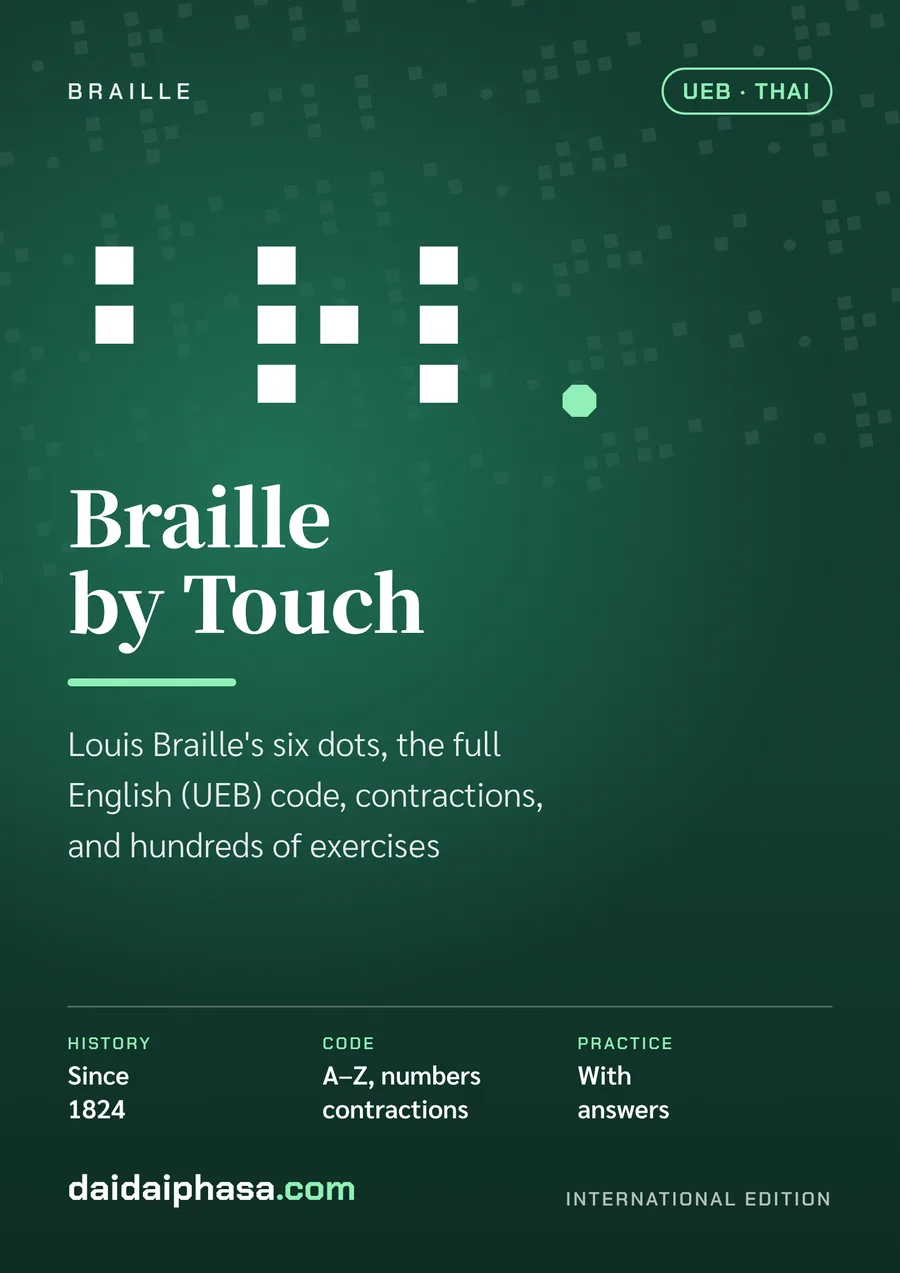 BRAILLE
UEB · THAI
⠃⠗⠇
Braille
by Touch
Louis Braille's six dots, the full
English (UEB) code, contractions,
and hundreds of exercises
HISTORY
Since
1824
CODE
A–Z, numbers
contractions
PRACTICE
With
answers
daidaiphasa.com
INTERNATIONAL EDITION